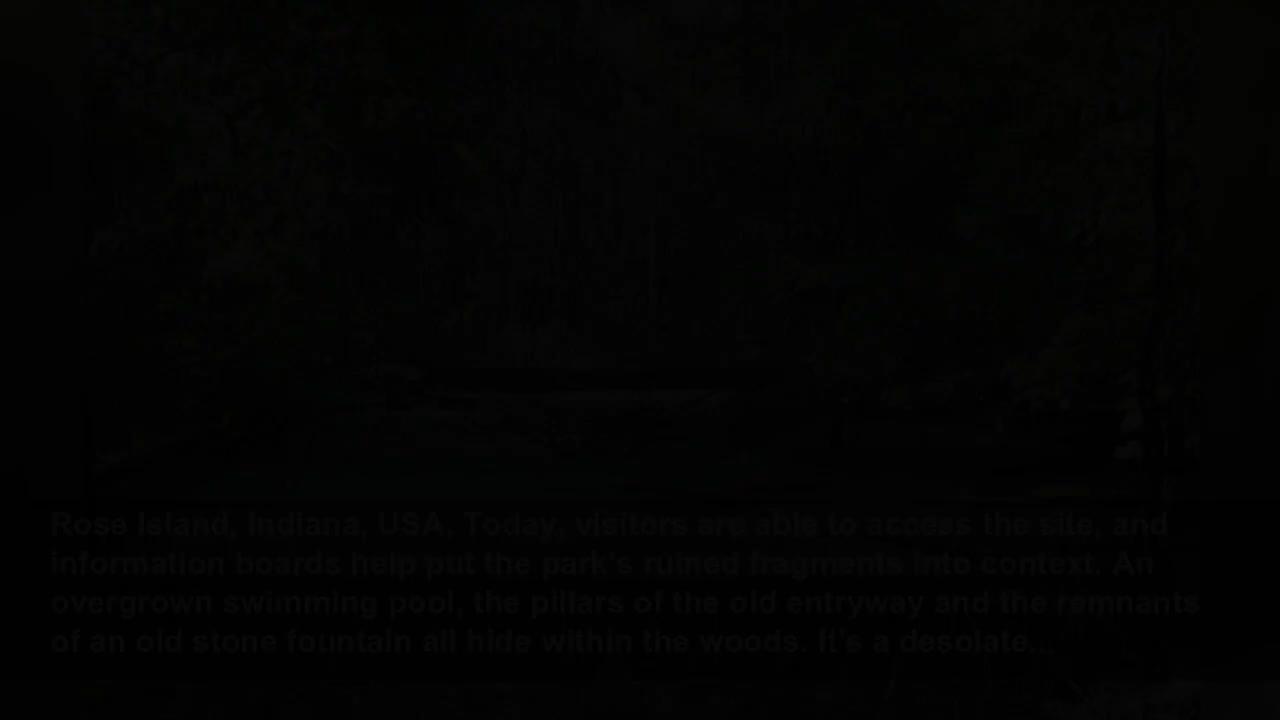 Rose Island, Indiana, USA. Today, visitors are able to access the site, and
information boards help put the park's ruined fragments into context. An
overgrown swimming pool, the pillars of the old entryway and the remnants
of an old stone fountain all hide within the woods. It's a desolate...